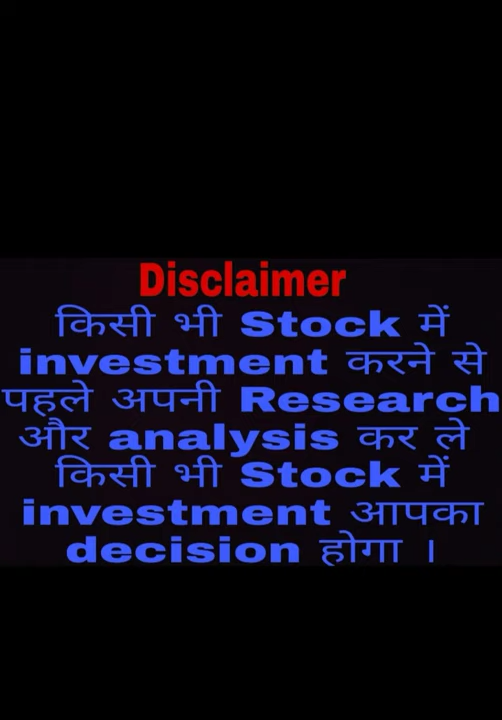 Disclaimer
किसी भी Stock में
investment करने से
पहले अपनी Research
और analysis कर ले
किसी भी Stock में
investment आपका
decision होगा ।